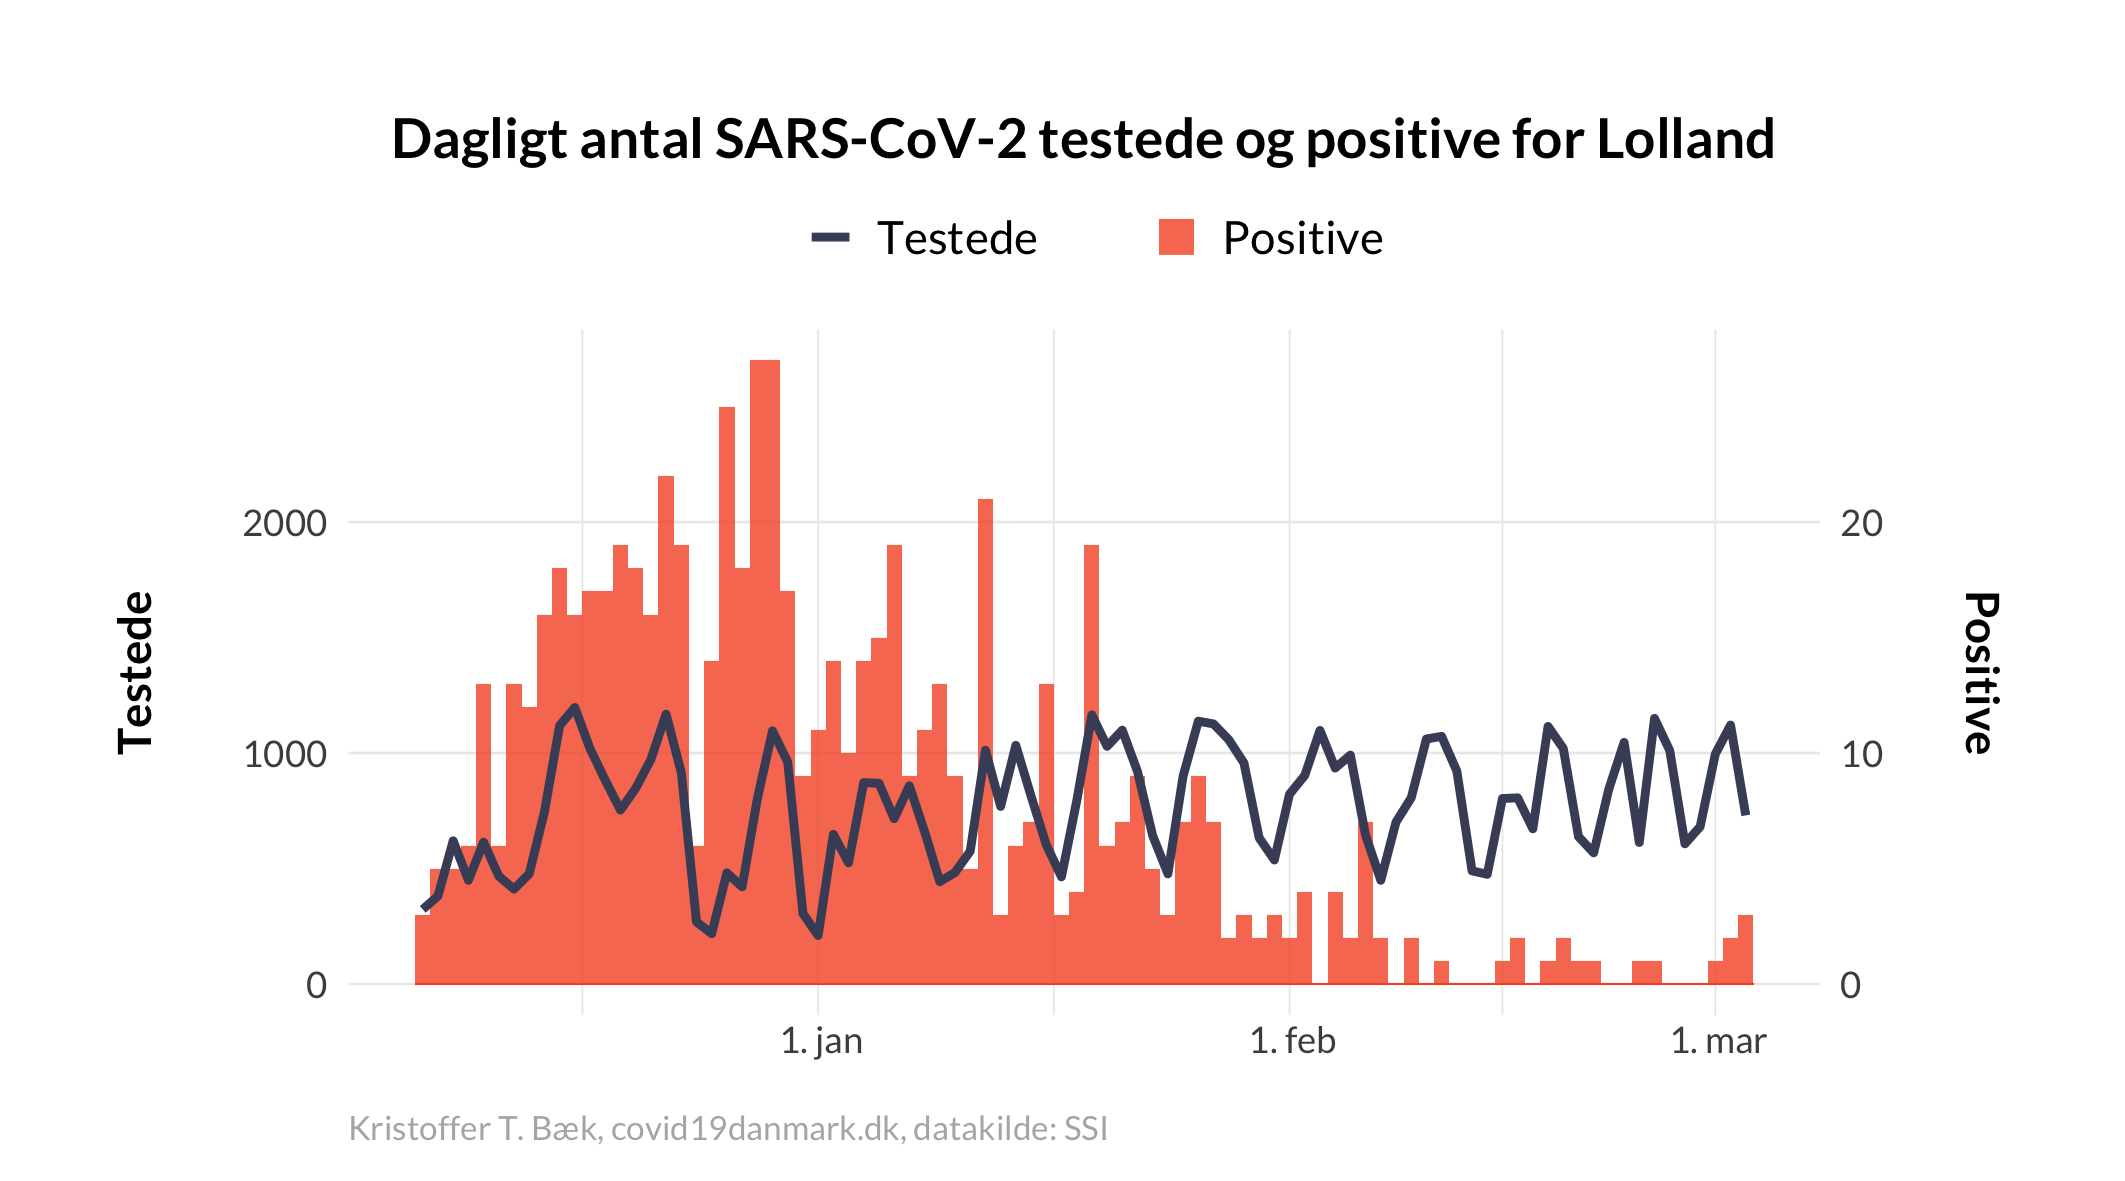 Dagligt antal SARS-CoV-2 testede og positive for Lolland
Testede
Positive
2000
1000
0
20
10
0
Testede
Positive
1. jan
1. feb
1. mar
Kristoffer T. Bæk, covid19danmark.dk, datakilde: SSI